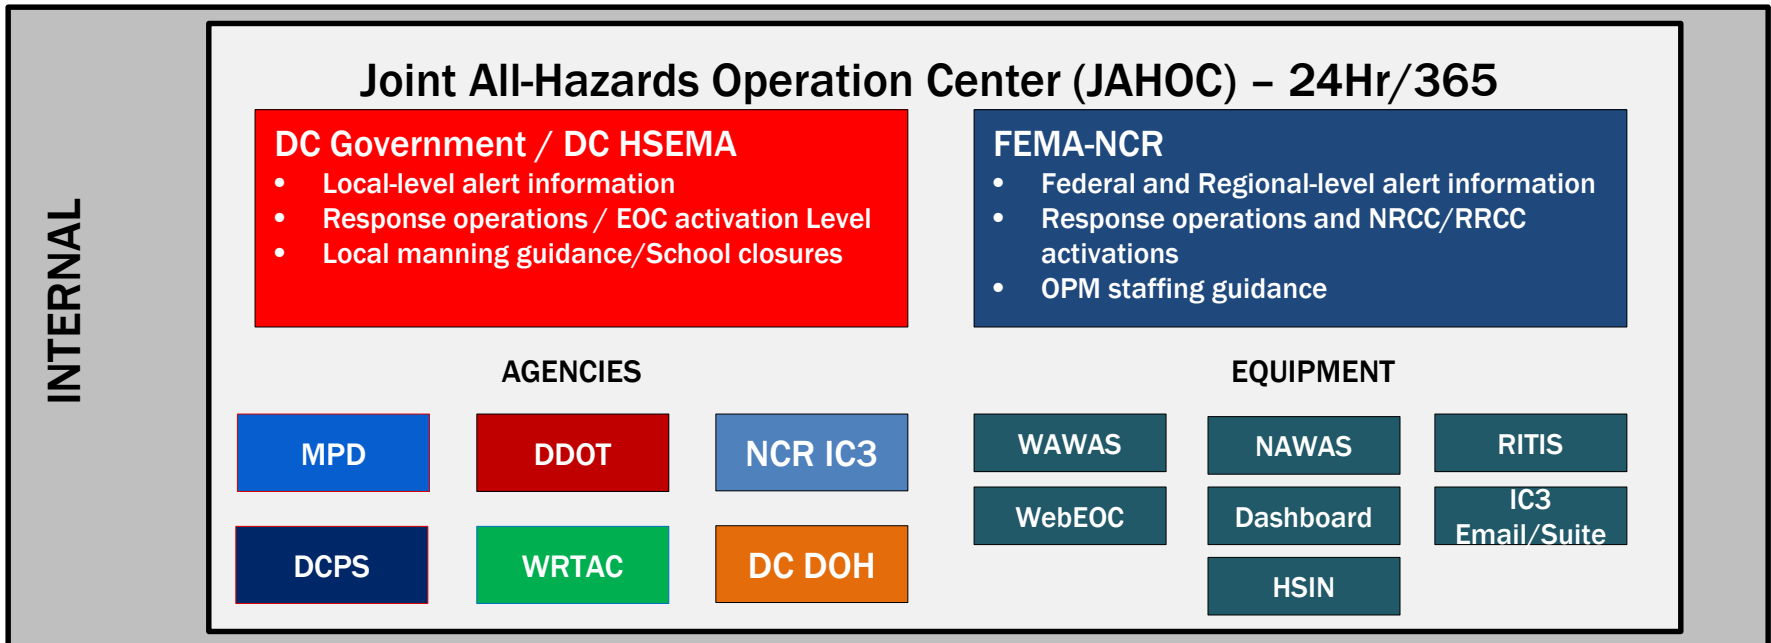 INTERNAL
Joint All-Hazards Operation Center (JAHOC) – 24Hr/365
DC Government / DC HSEMA
• Local-level alert information
• Response operations / EOC activation Level
• Local manning guidance/School closures
FEMA-NCR
• Federal and Regional-level alert information
• Response operations and NRCC/RRCC
activations
• OPM staffing guidance
AGENCIES
MPD
DDOT
NCR IC3
DCPS
WRTAC
DC DOH
EQUIPMENT
WAWAS
NAWAS
RITIS
WebEOC
Dashboard
IC3
Email/Suite
HSIN